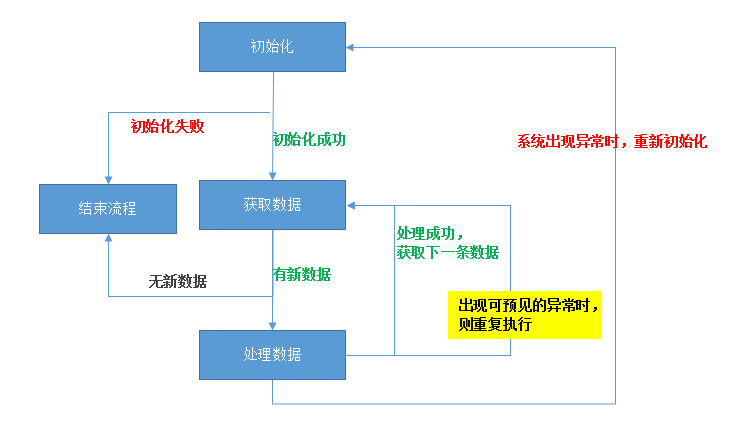 初始化
初始化失败
初始化成功
系统出现异常时，重新初始化
结束流程
获取数据
处理成功，
获取下一条数据
无新数据
有新数据
出现可预见的异常时，
则重复执行
处理数据